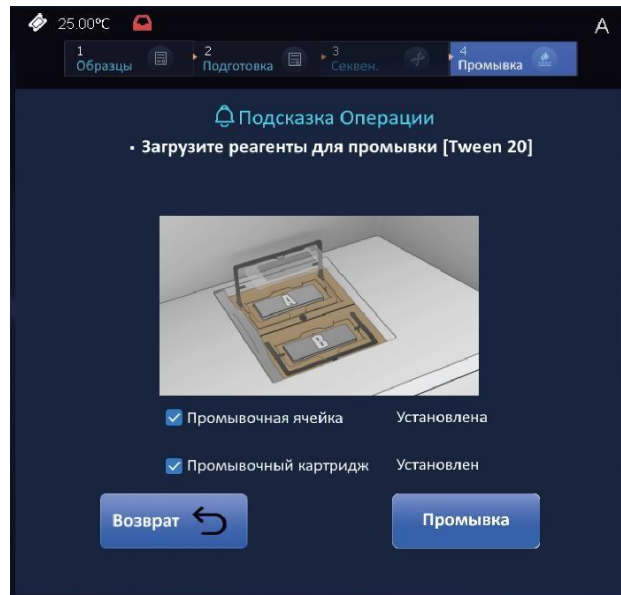 25.00°C
A
1 Образцы
2 Подготовка
3 Секвен.
4 Промывка
Подсказка Операции
· Загрузите реагенты для промывки [Tween 20]
A
B
Промывочная ячейка Установлена
Промывочный картридж Установлен
Возврат Промывка